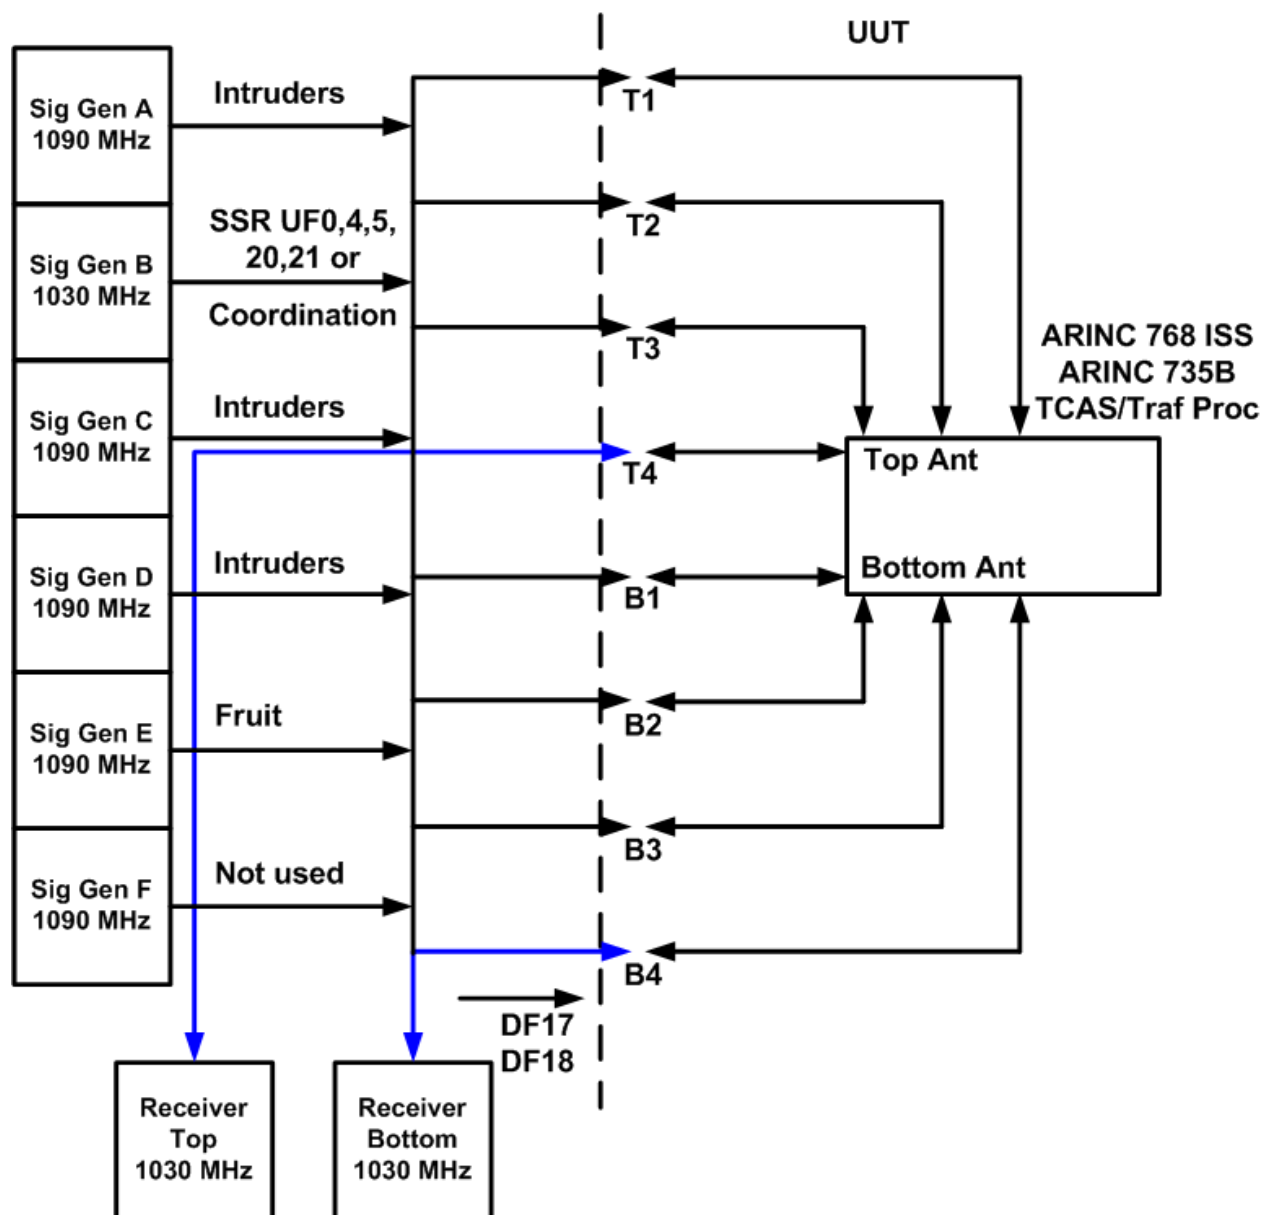 UUT
Sig Gen A
1090 MHz
Intruders
T1
Sig Gen B
1030 MHz
SSR UF0,4,5,
20,21 or
Coordination
T2
T3
ARINC 768 ISS
ARINC 735B
TCAS/Traf Proc
Sig Gen C
1090 MHz
Intruders
T4
Top Ant
Bottom Ant
Sig Gen D
1090 MHz
Intruders
B1
Sig Gen E
1090 MHz
Fruit
B2
B3
Sig Gen F
1090 MHz
Not used
B4
DF17
DF18
Receiver
Top
1030 MHz
Receiver
Bottom
1030 MHz